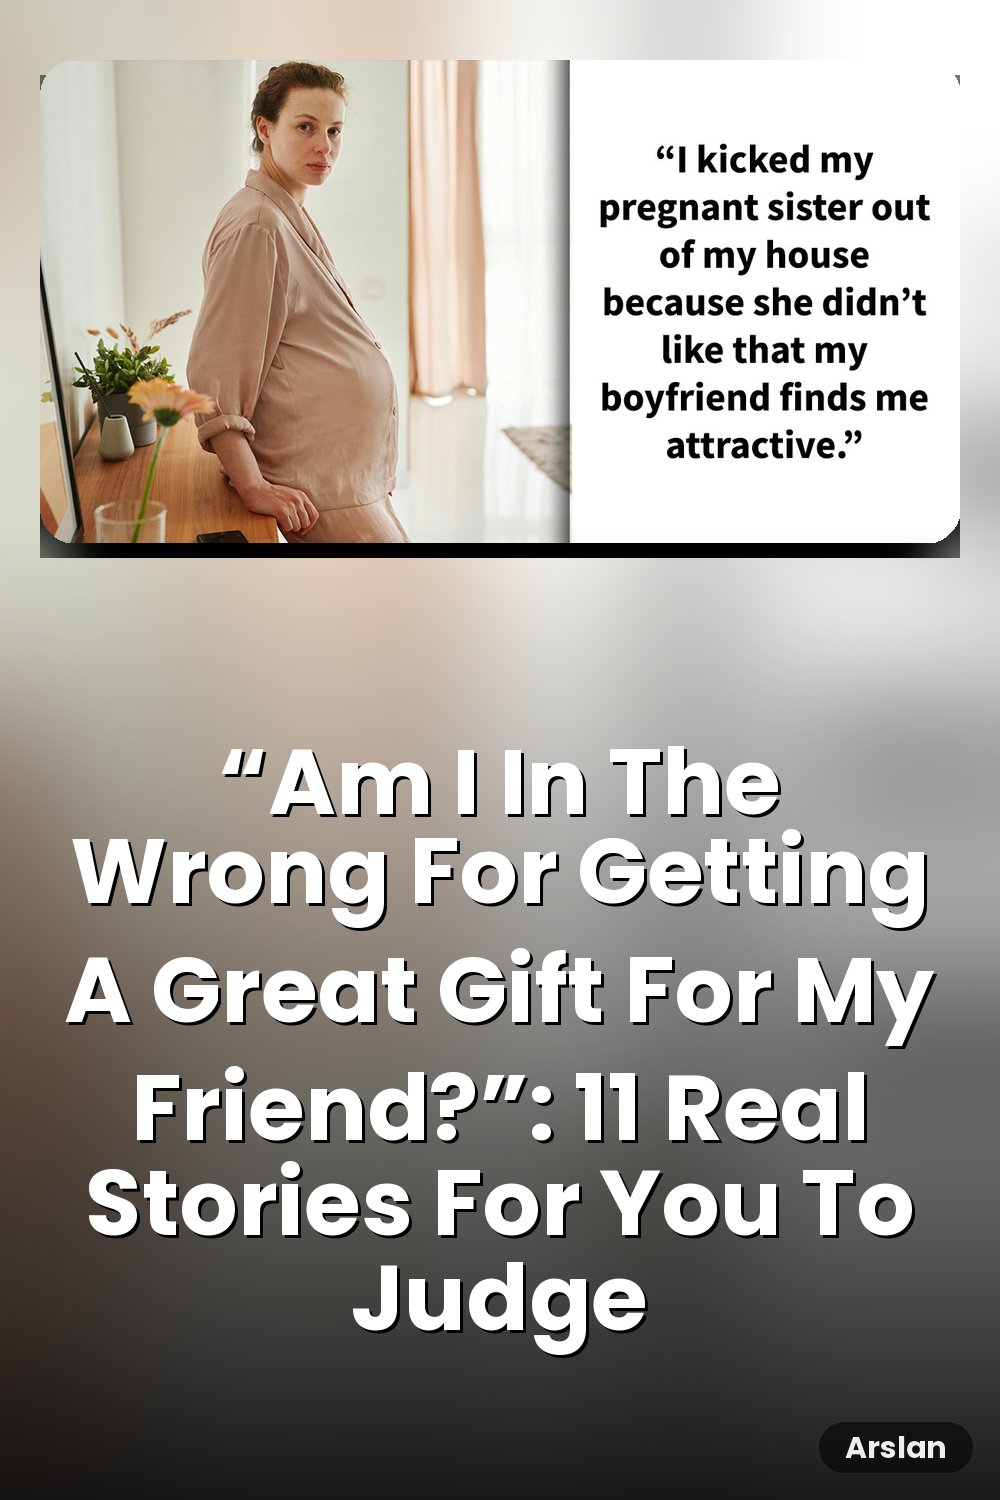 “I kicked my
pregnant sister out
of my house
because she didn’t
like that my
boyfriend finds me
attractive.”
“Am I In The
Wrong For Getting
A Great Gift For My
Friend?”: 11 Real
Stories For You To
Judge
Arslan